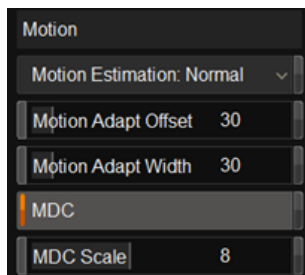 Motion
Motion Estimation: Normal
Motion Adapt Offset 30
Motion Adapt Width 30
MDC
MDC Scale 8